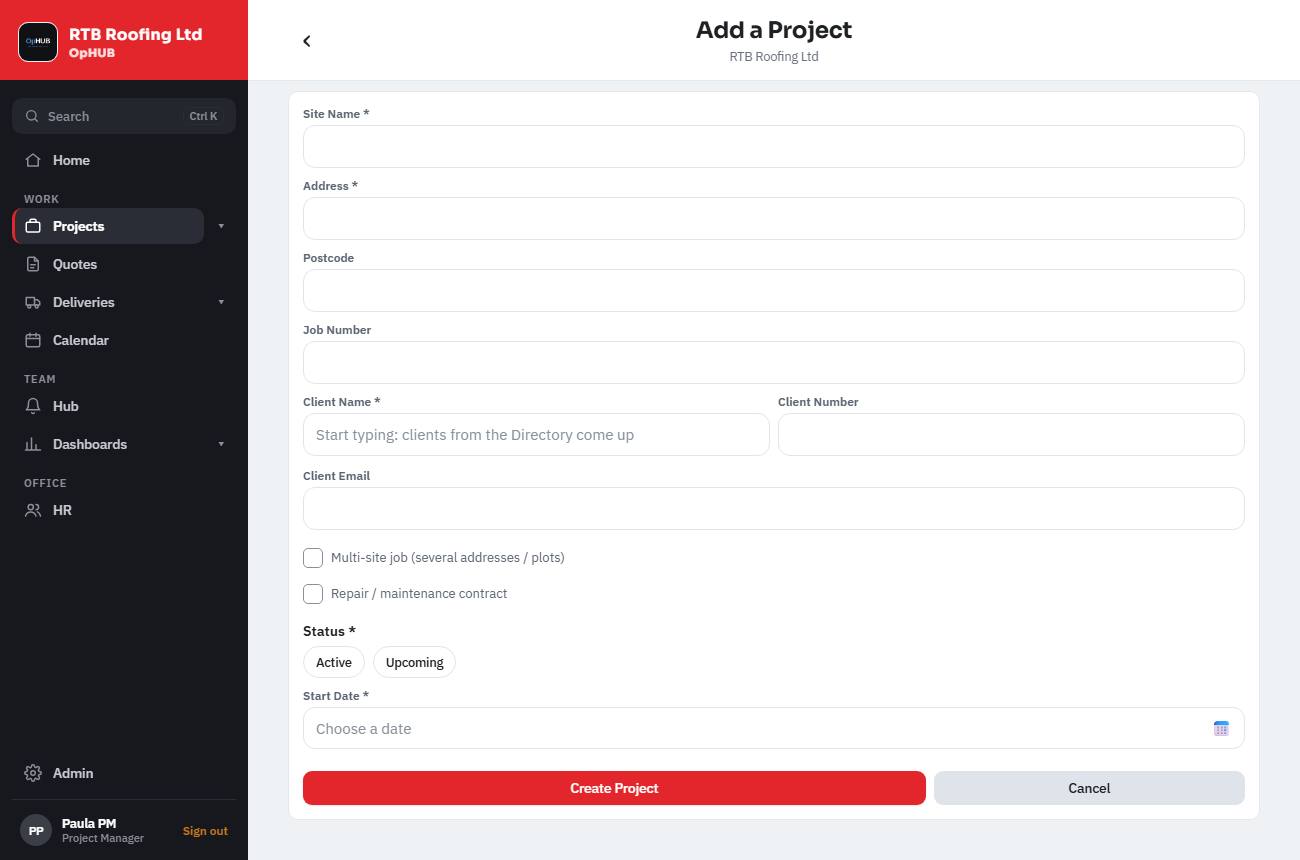 OpHUB
RTB Roofing Ltd
OpHUB
Search
Ctrl K
Home
WORK
Projects
Quotes
Deliveries
Calendar
TEAM
Hub
Dashboards
OFFICE
HR
Admin
PP
Paula PM
Project Manager
Sign out
Add a Project
RTB Roofing Ltd
Site Name *
Address *
Postcode
Job Number
Client Name *
Client Number
Start typing: clients from the Directory come up
Client Email
Multi-site job (several addresses / plots)
Repair / maintenance contract
Status *
Active
Upcoming
Start Date *
Choose a date
Create Project
Cancel